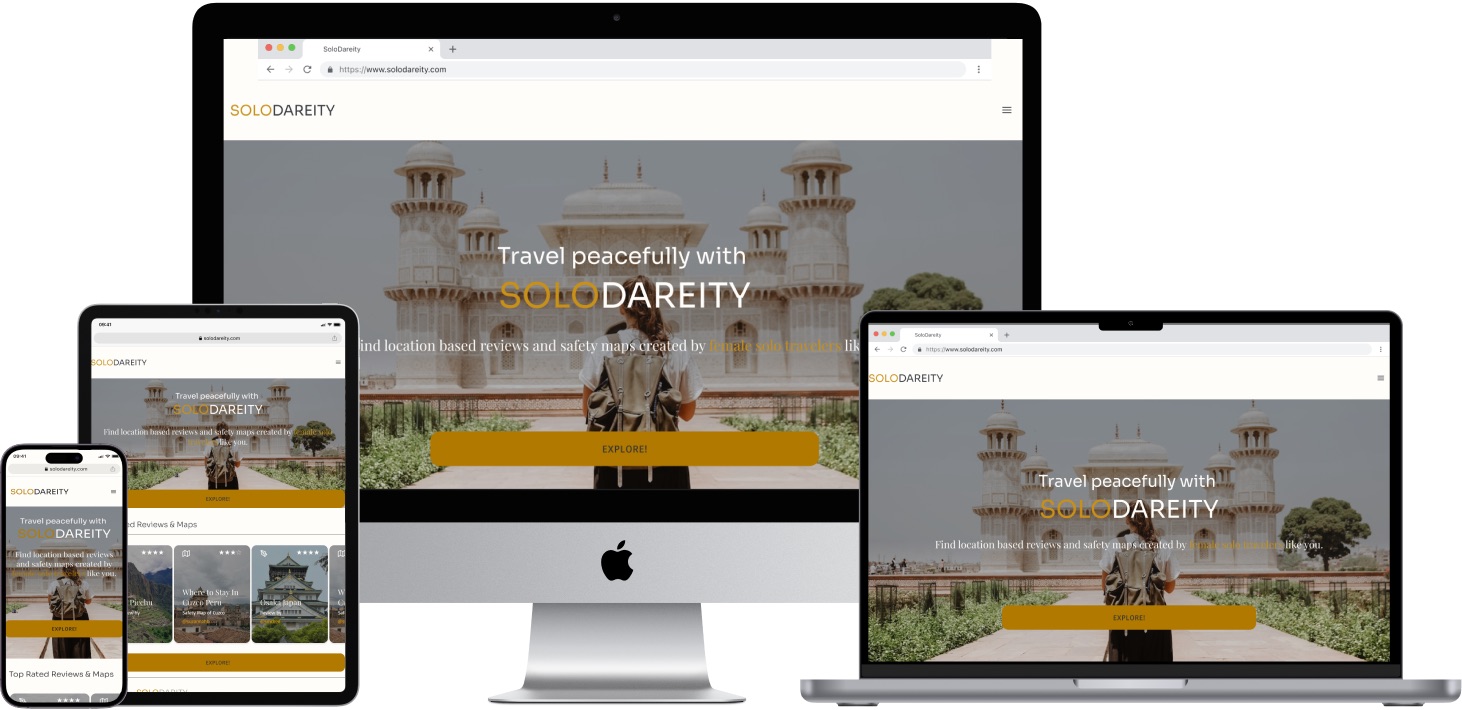 SoloDareity
https://www.solodareity.com
SOLODAREITY
Travel peacefully with
SOLODAREITY
ind location based reviews and safety maps created by female solo travelers lik
EXPLORE!
09:41
solodareity.com
SOLODAREITY
Travel peacefully with
SOLODAREITY
Find location based reviews and safety maps created by female solo
travelers like you.
EXPLORE!
ed Reviews & Maps
Picchu
Where to Stay In
Cuzco Peru
Safety Map of Cuzco
Osaka Japan
EXPLORE!
SOLODAREITY
09:41
solodareity.com
SOLODAREITY
Travel peacefully with
SOLODAREITY
Find location based reviews
and safety maps created by
female solo travelers like you.
EXPLORE!
Top Rated Reviews & Maps
SoloDareity
https://www.solodareity.com
SOLODAREITY
Travel peacefully with
SOLODAREITY
Find location based reviews and safety maps created by female solo travelers like you.
EXPLORE!